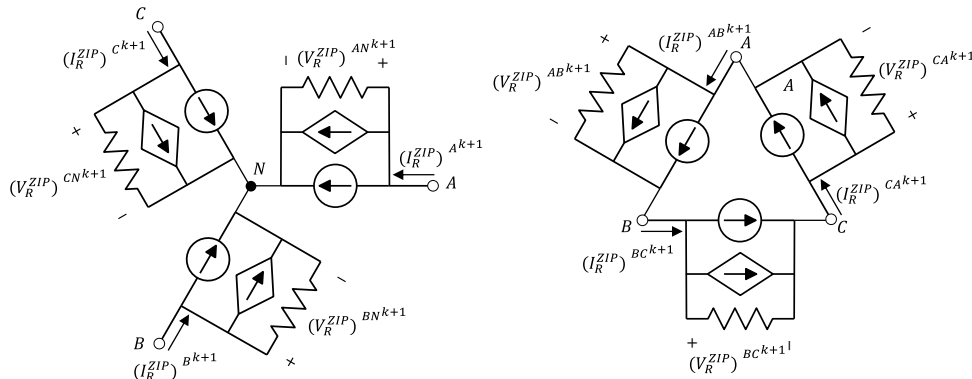 C
(I_R^{ZIP})^{C^{k+1}}
+
(V_R^{ZIP})^{CN^{k+1}}
−
− (V_R^{ZIP})^{AN^{k+1}} +
N
(I_R^{ZIP})^{A^{k+1}}
A
−
(V_R^{ZIP})^{BN^{k+1}}
+
B
(I_R^{ZIP})^{B^{k+1}}
A
(I_R^{ZIP})^{AB^{k+1}}
+
(V_R^{ZIP})^{AB^{k+1}}
−
−
(V_R^{ZIP})^{CA^{k+1}}
A
+
(I_R^{ZIP})^{CA^{k+1}}
B
C
(I_R^{ZIP})^{BC^{k+1}}
+ −
(V_R^{ZIP})^{BC^{k+1}}